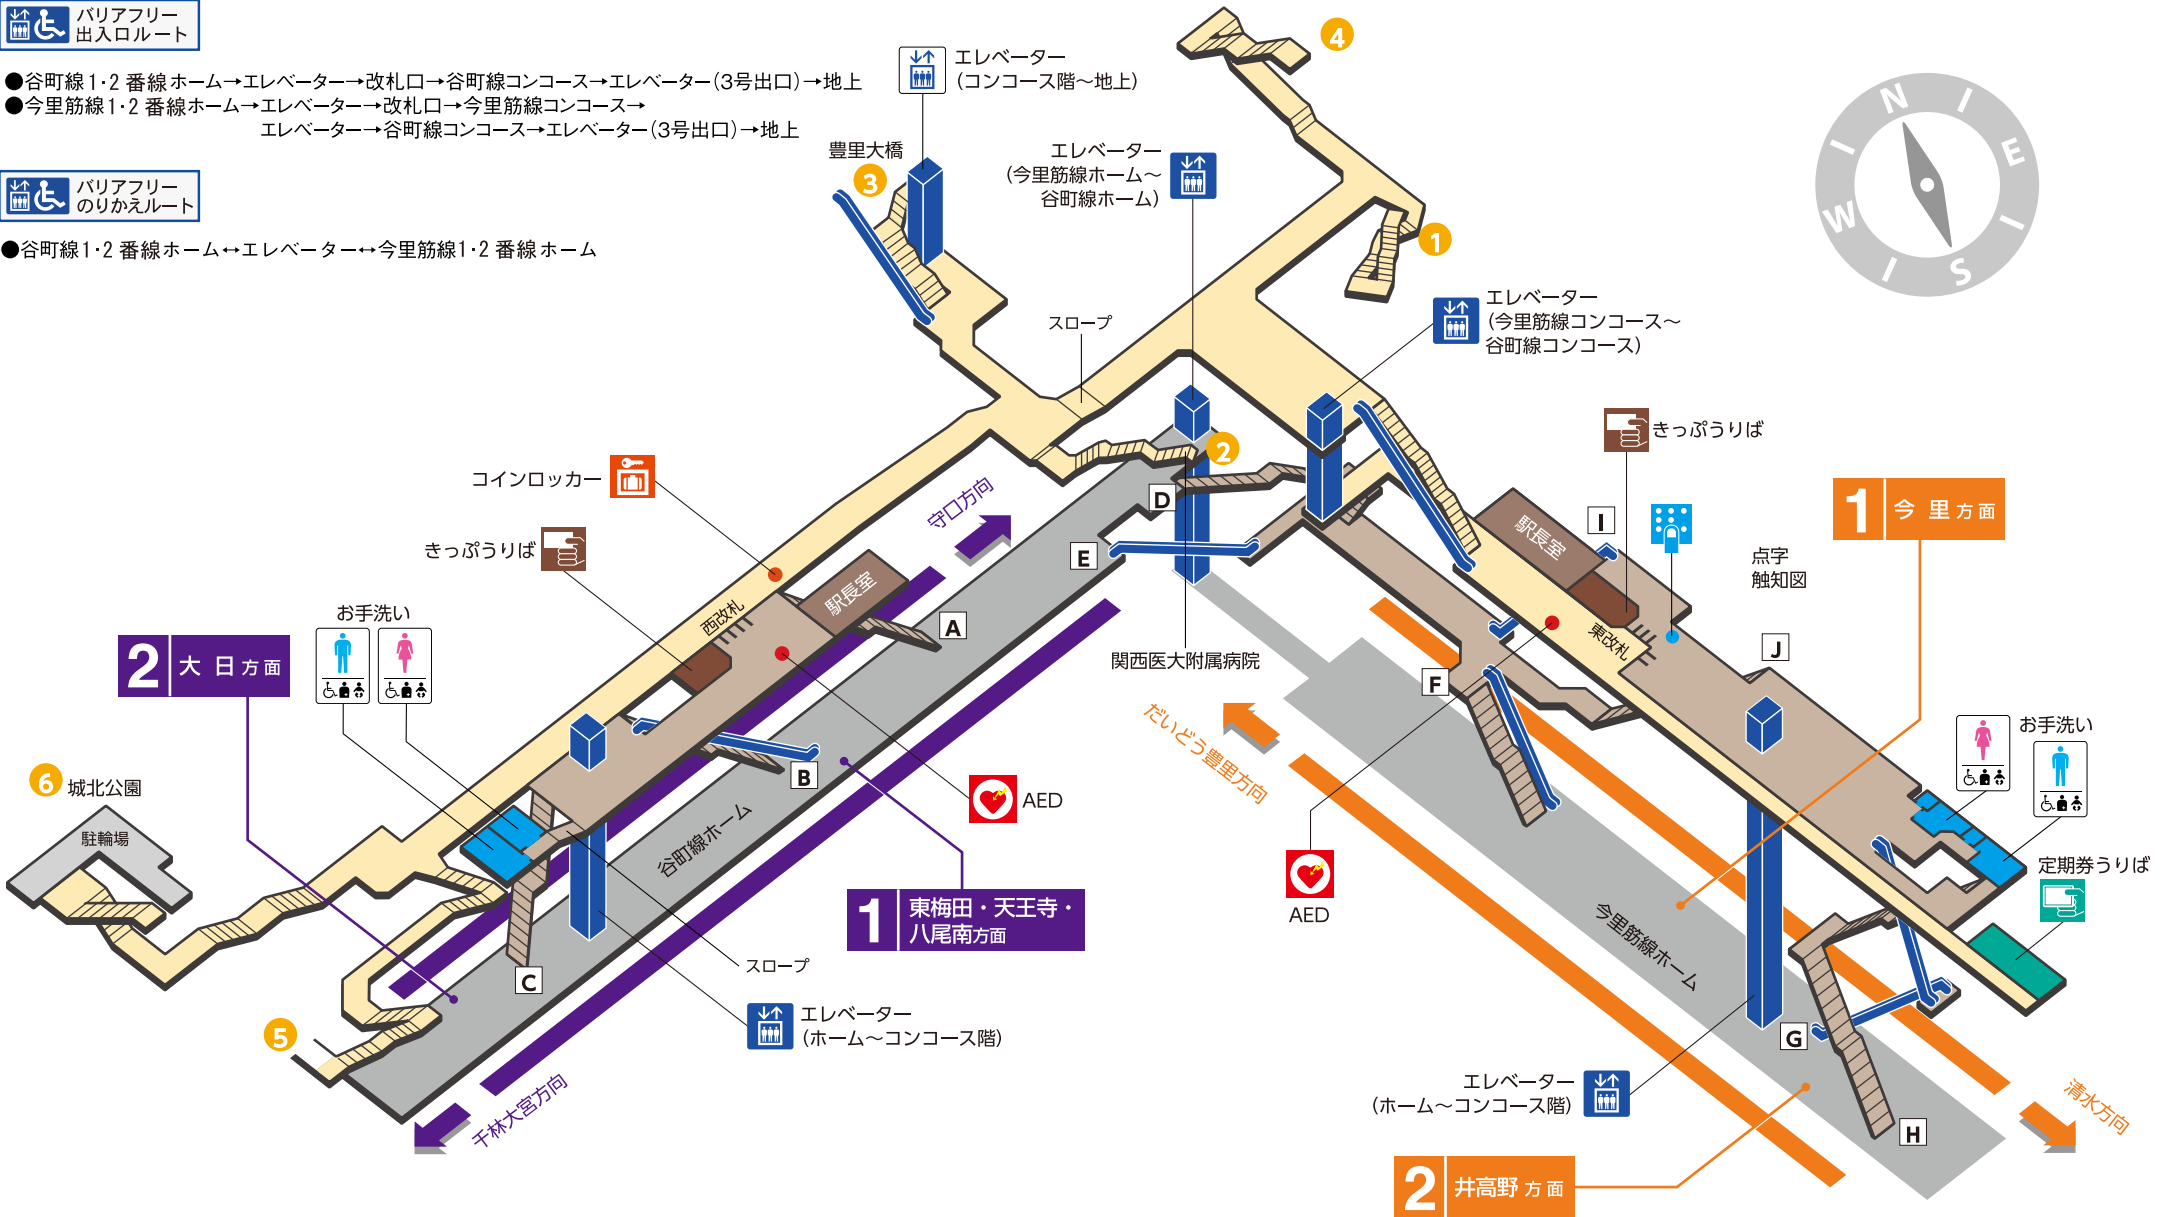 バリアフリー
出入口ルート
●谷町線1・2番線ホーム→エレベーター→改札口→谷町線コンコース→エレベーター(3号出口)→地上
●今里筋線1・2番線ホーム→エレベーター→改札口→今里筋線コンコース→
エレベーター→谷町線コンコース→エレベーター(3号出口)→地上
バリアフリー
のりかえルート
●谷町線1・2番線ホーム↔エレベーター↔今里筋線1・2番線ホーム
4
エレベーター
(コンコース階〜地上)
豊里大橋
3
エレベーター
(今里筋線ホーム〜
谷町線ホーム)
1
N
E
S
W
スロープ
エレベーター
(今里筋線コンコース〜
谷町線コンコース)
きっぷうりば
2
コインロッカー
守口方向
D
E
きっぷうりば
駅長室
I
点字
触知図
1 今里方面
お手洗い
西改札
駅長室
A
東改札
J
2 大日方面
関西医大附属病院
F
だいどう豊里方向
お手洗い
B
6
城北公園
駐輪場
AED
谷町線ホーム
AED
定期券うりば
1 東梅田・天王寺・
八尾南方面
今里筋線ホーム
C
スロープ
5
エレベーター
(ホーム〜コンコース階)
G
千林大宮方向
エレベーター
(ホーム〜コンコース階)
H
清水方向
2 井高野方面